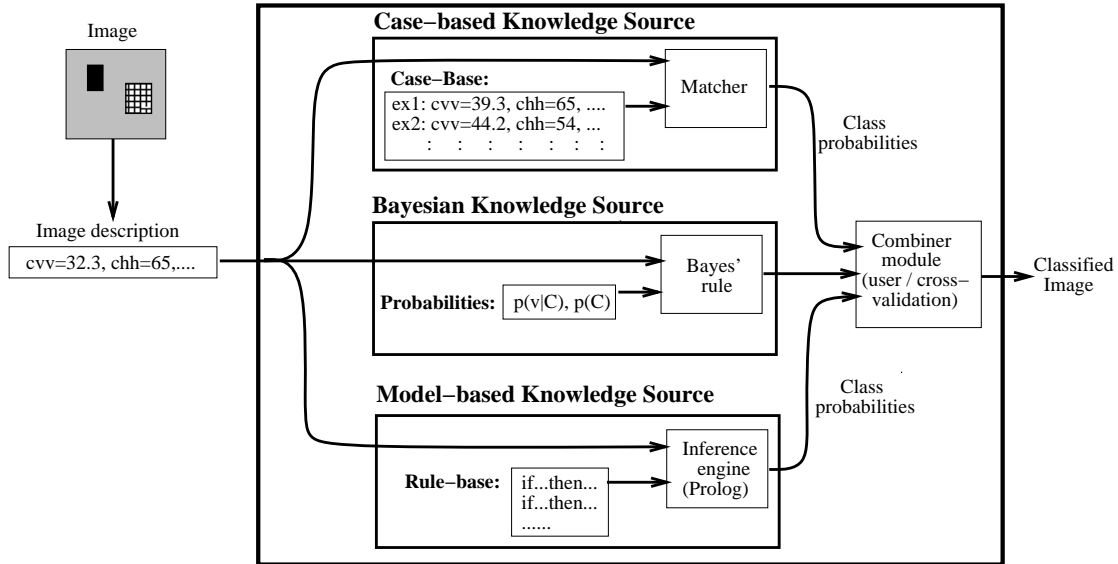 Image
Image description
cvv=32.3, chh=65,....
Case-based Knowledge Source
Case-Base:
ex1: cvv=39.3, chh=65, ....
ex2: cvv=44.2, chh=54, ...
: : : : : : :
Matcher
Class
probabilities
Bayesian Knowledge Source
Probabilities:
p(v|C), p(C)
Bayes'
rule
Combiner
module
(user / cross-
validation)
Classified
Image
Model-based Knowledge Source
Rule-base:
if...then...
if...then...
......
Inference
engine
(Prolog)
Class
probabilities